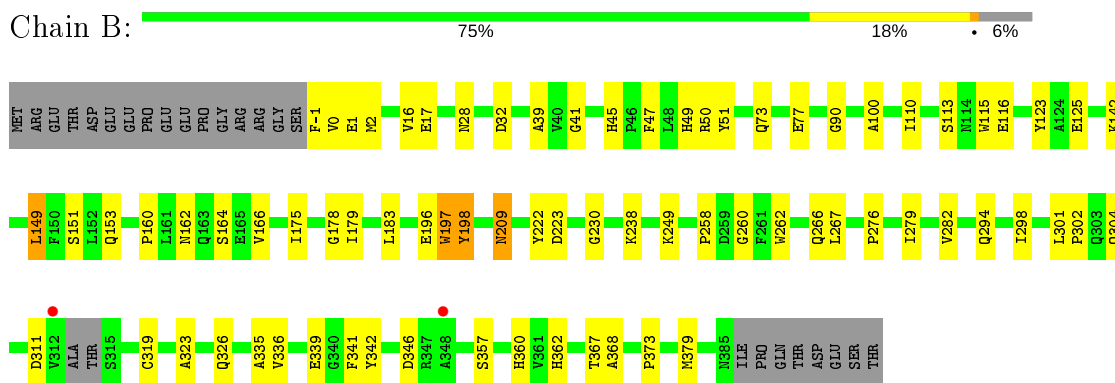 Chain B:
75% 18% • 6%
MET ARG GLU THR ASP GLU GLU PRO GLU GLU PRO GLY ARG ARG GLY SER F-1 V0 E1 M2 V16 E17 N28 D32 A39 V40 G41 H45 P46 F47 L48 H49 R50 Y51 Q73 E77 G90 A100 I110 S113 N114 W115 E116 Y123 A124 E125
L149 F150 S151 L152 Q153 P160 L161 N162 Q163 S164 E165 V166 I175 G178 I179 L183 E196 W197 Y198 N209 Y222 D223 G230 K238 K249 P258 D259 G260 F261 W262 Q266 L267 P276 I279 V282 Q294 I298 L301 P302 Q303
D311 V312 ALA THR S315 C319 A323 Q326 A335 V336 E339 G340 F341 Y342 D346 R347 A348 S357 H360 V361 H362 T367 A368 P373 M379 N385 ILE PRO GLN THR ASP GLU SER THR